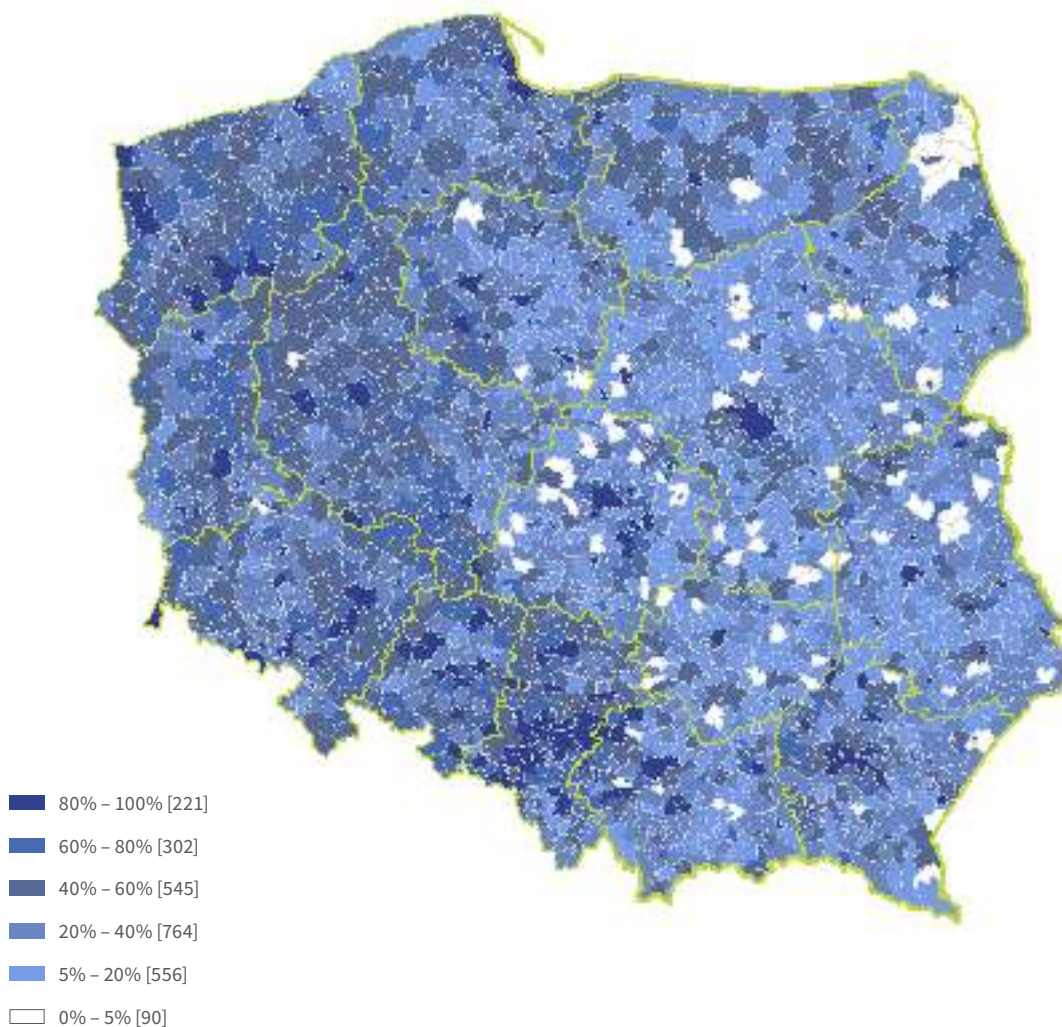 80% – 100% [221]
60% – 80% [302]
40% – 60% [545]
20% – 40% [764]
5% – 20% [556]
0% – 5% [90]